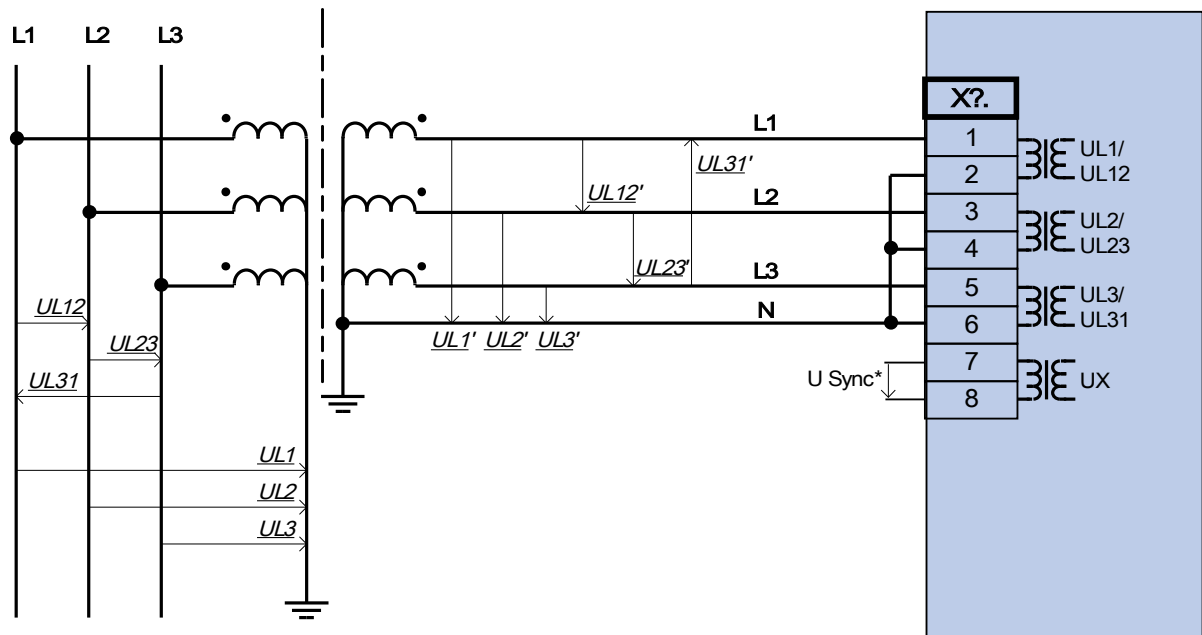 L1 L2 L3
X?.
L1
1
UL1/
UL12
UL31'
2
UL12'
L2
3
UL2/
UL23
4
UL23'
L3
5
UL3/
UL31
UL12
N
6
UL1' UL2' UL3'
UL23
7
U Sync*
UX
UL31
8
UL1
UL2
UL3